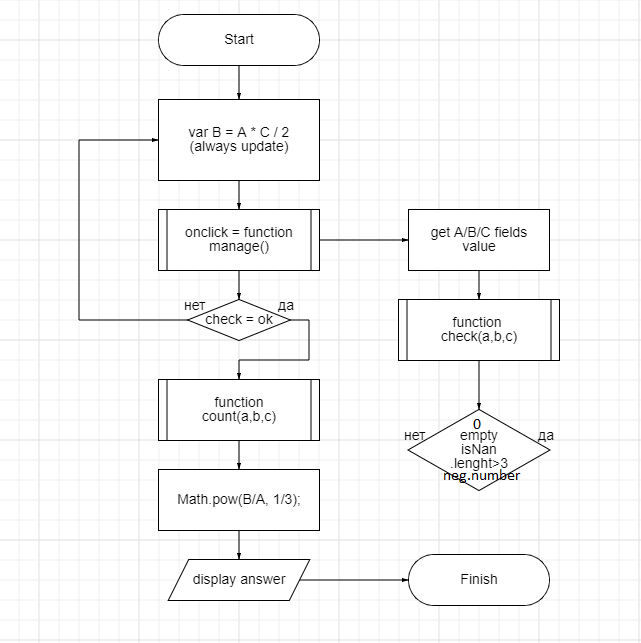 Start
var B = A * C / 2
(always update)
onclick = function
manage()
get A/B/C fields
value
нет
да
check = ok
function
check(a,b,c)
function
count(a,b,c)
нет
да
0
empty
isNan
.lenght>3
neg.number
Math.pow(B/A, 1/3);
display answer
Finish